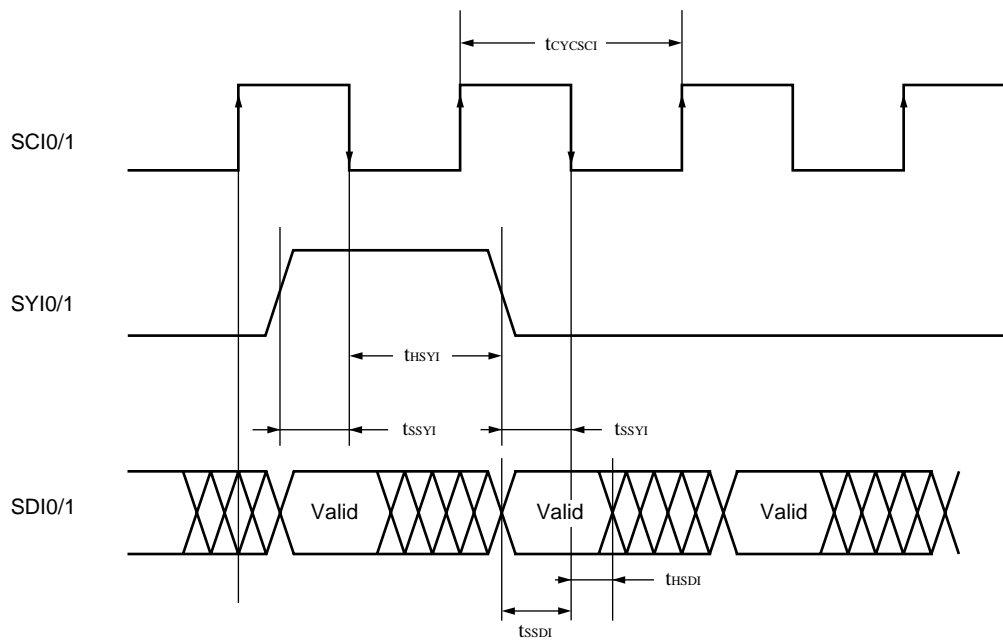 tCYCSCI
SCI0/1
SYI0/1
tHSYI
tSSYI tSSYI
SDI0/1 Valid Valid Valid
tHSDI
tSSDI